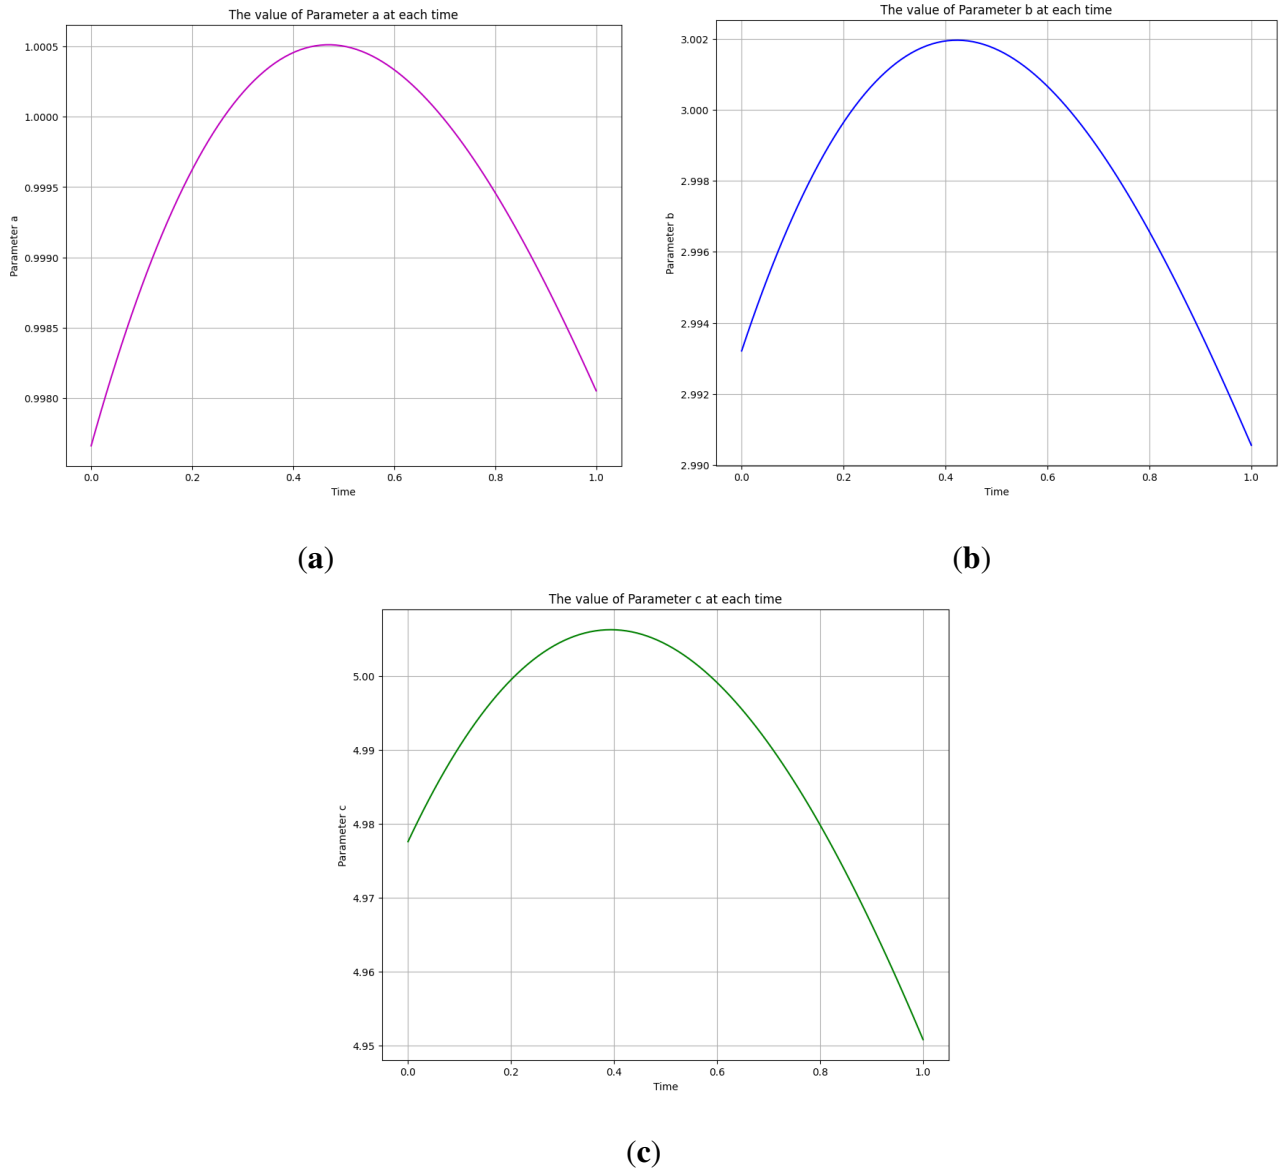 The value of Parameter a at each time
1.0005
1.0000
0.9995
0.9990
0.9985
0.9980
Parameter a
0.0 0.2 0.4 0.6 0.8 1.0
Time
(a)
The value of Parameter b at each time
3.002
3.000
2.998
2.996
2.994
2.992
2.990
Parameter b
0.0 0.2 0.4 0.6 0.8 1.0
Time
(b)
The value of Parameter c at each time
5.00
4.99
4.98
4.97
4.96
4.95
Parameter c
0.0 0.2 0.4 0.6 0.8 1.0
Time
(c)